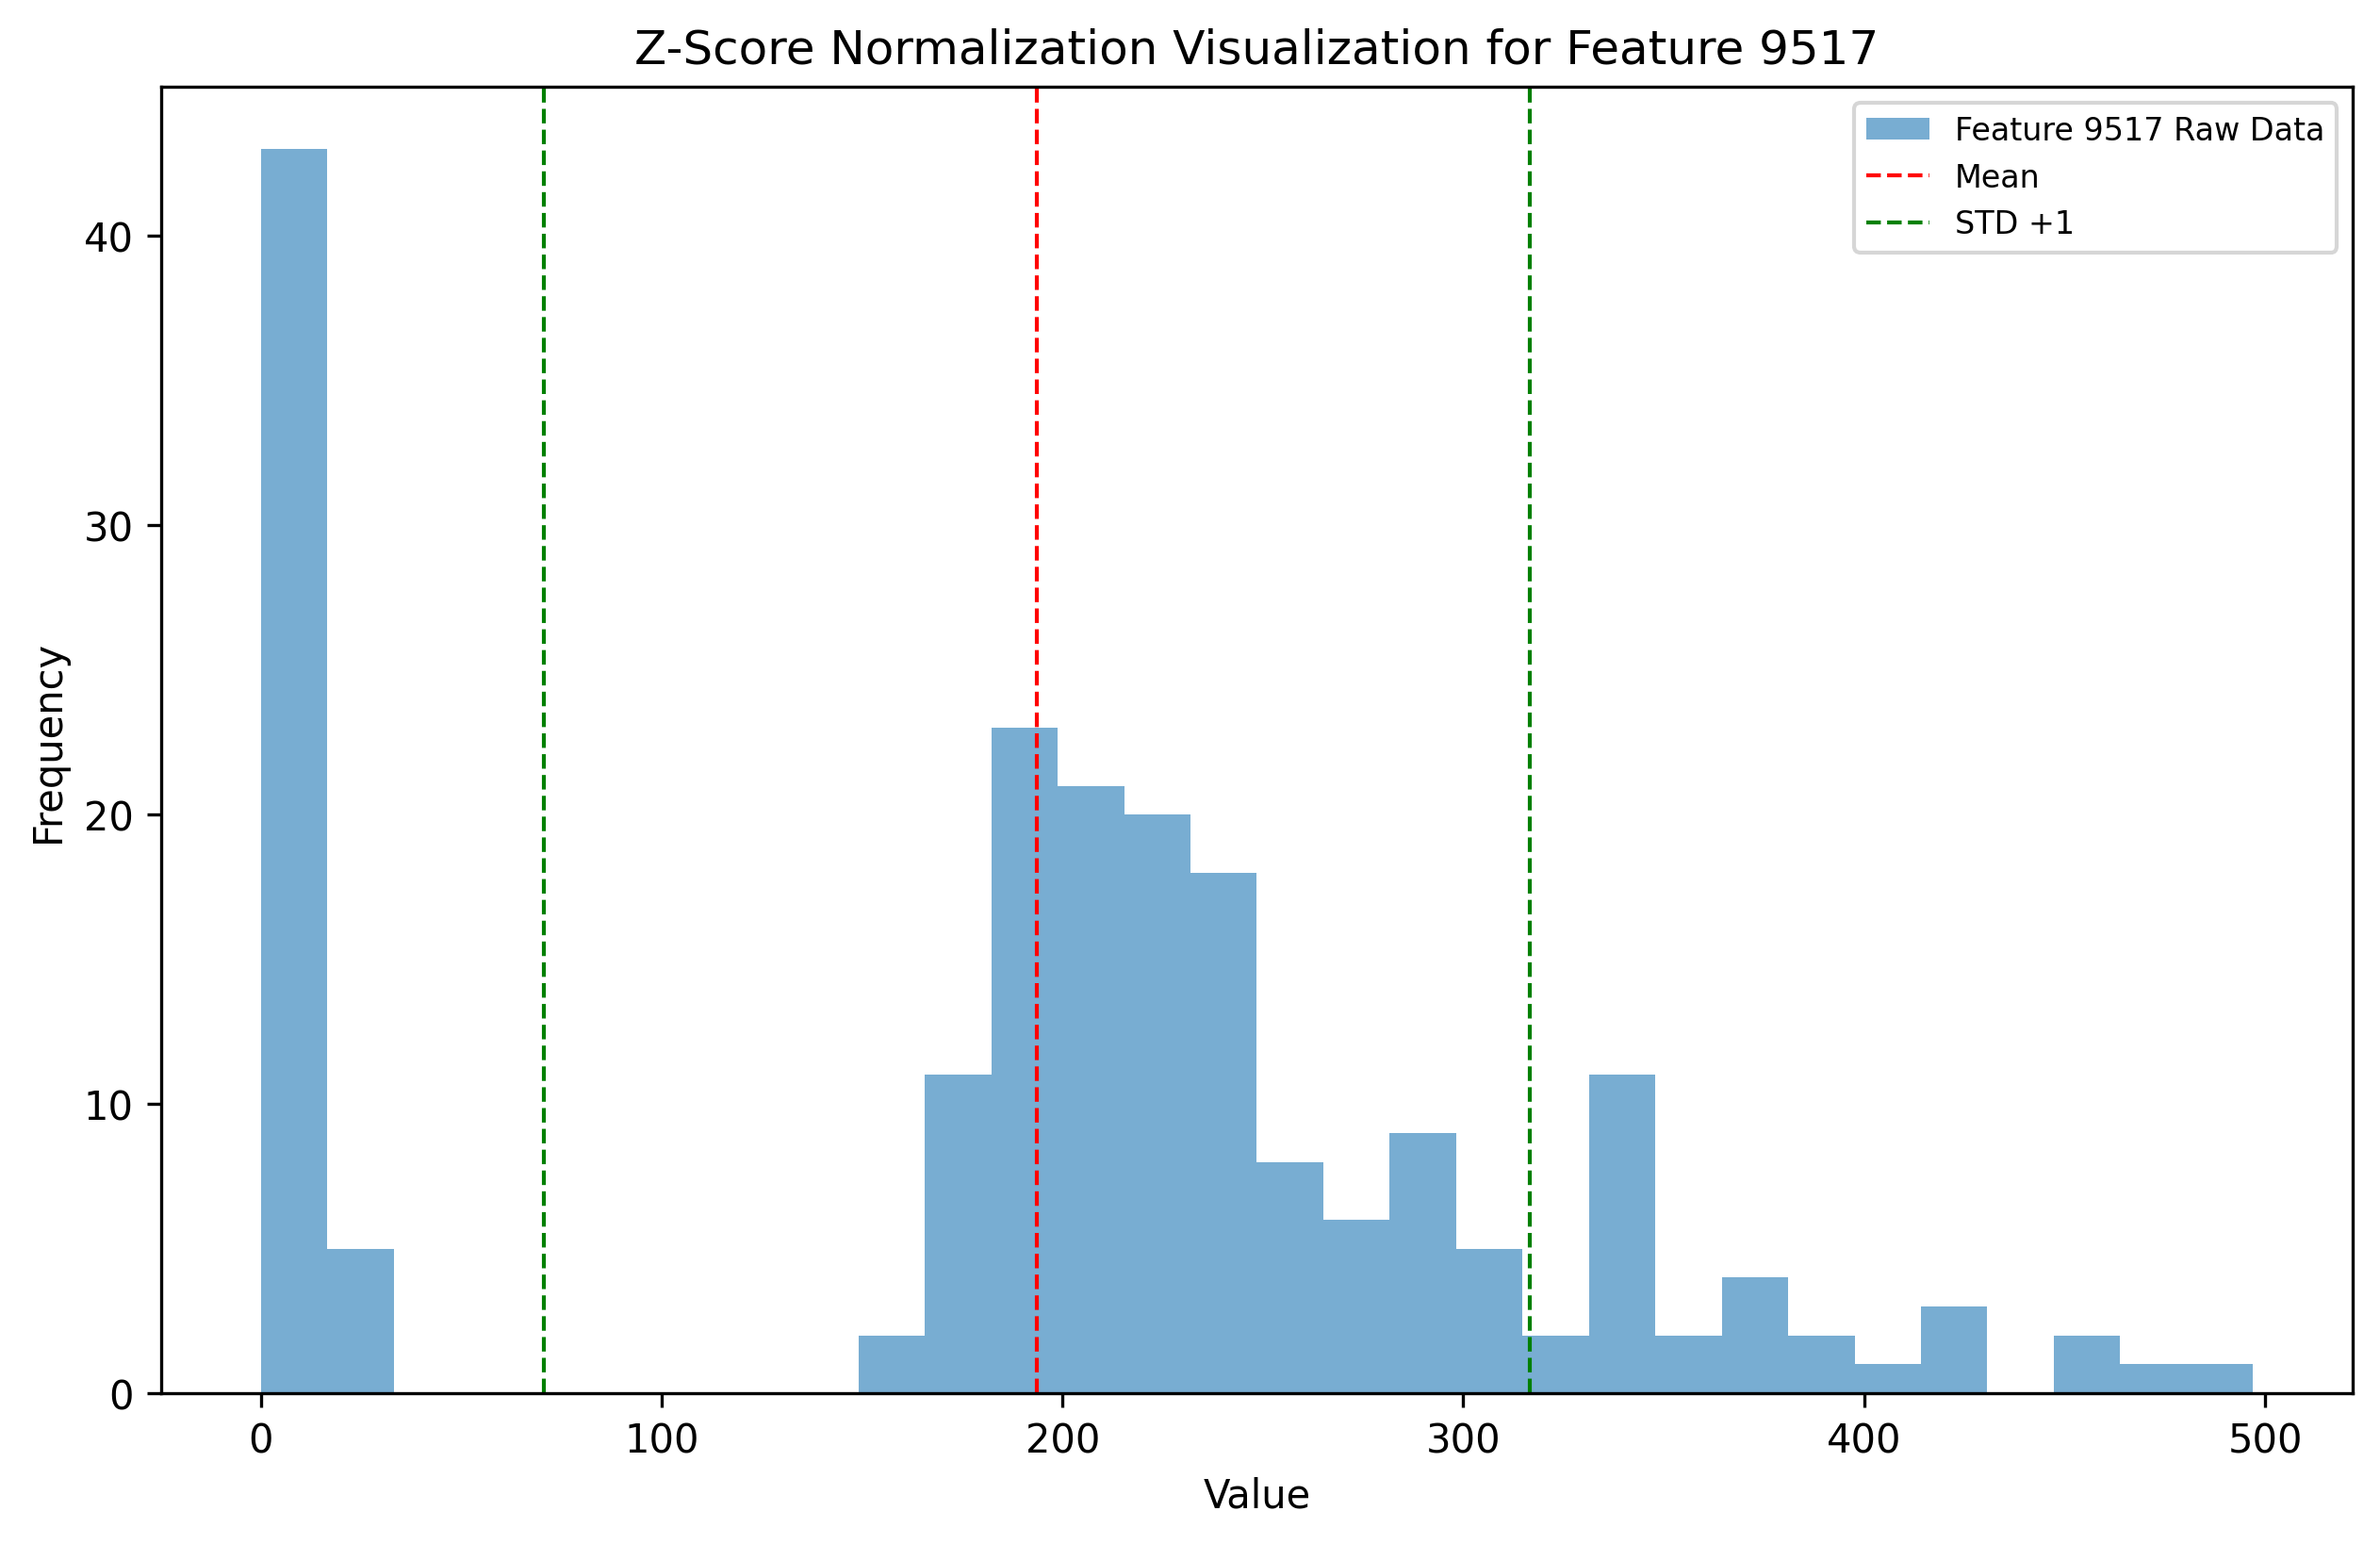 Z-Score Normalization Visualization for Feature 9517
Feature 9517 Raw Data
Mean
STD +1
Frequency
40
30
20
10
0
0 100 200 300 400 500
Value